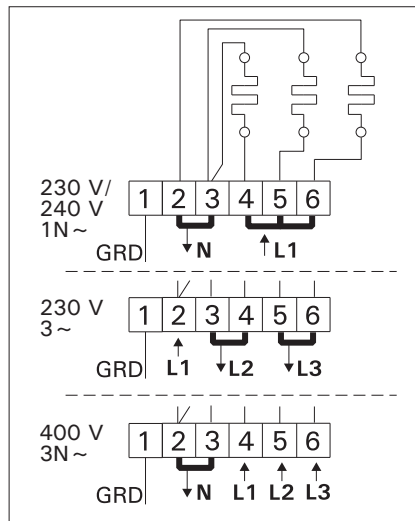 230 V/
240 V
1N~
1 2 3 4 5 6
GRD N L1
230 V
3~
1 2 3 4 5 6
GRD L1 L2 L3
400 V
3N~
1 2 3 4 5 6
GRD N L1 L2 L3